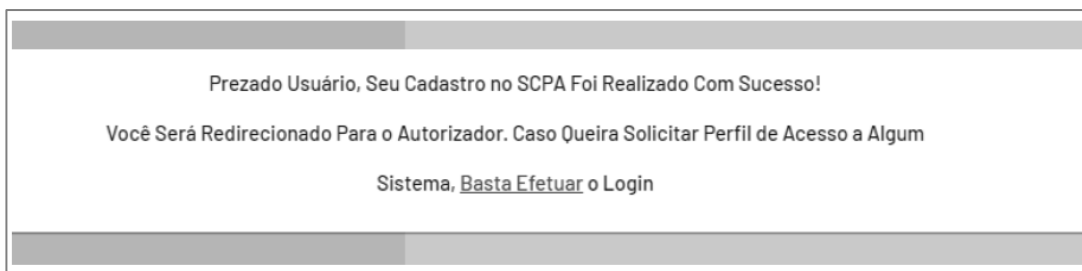 Prezado Usuário, Seu Cadastro no SCPA Foi Realizado Com Sucesso!
Você Será Redirecionado Para o Autorizador. Caso Queira Solicitar Perfil de Acesso a Algum
Sistema, Basta Efetuar o Login